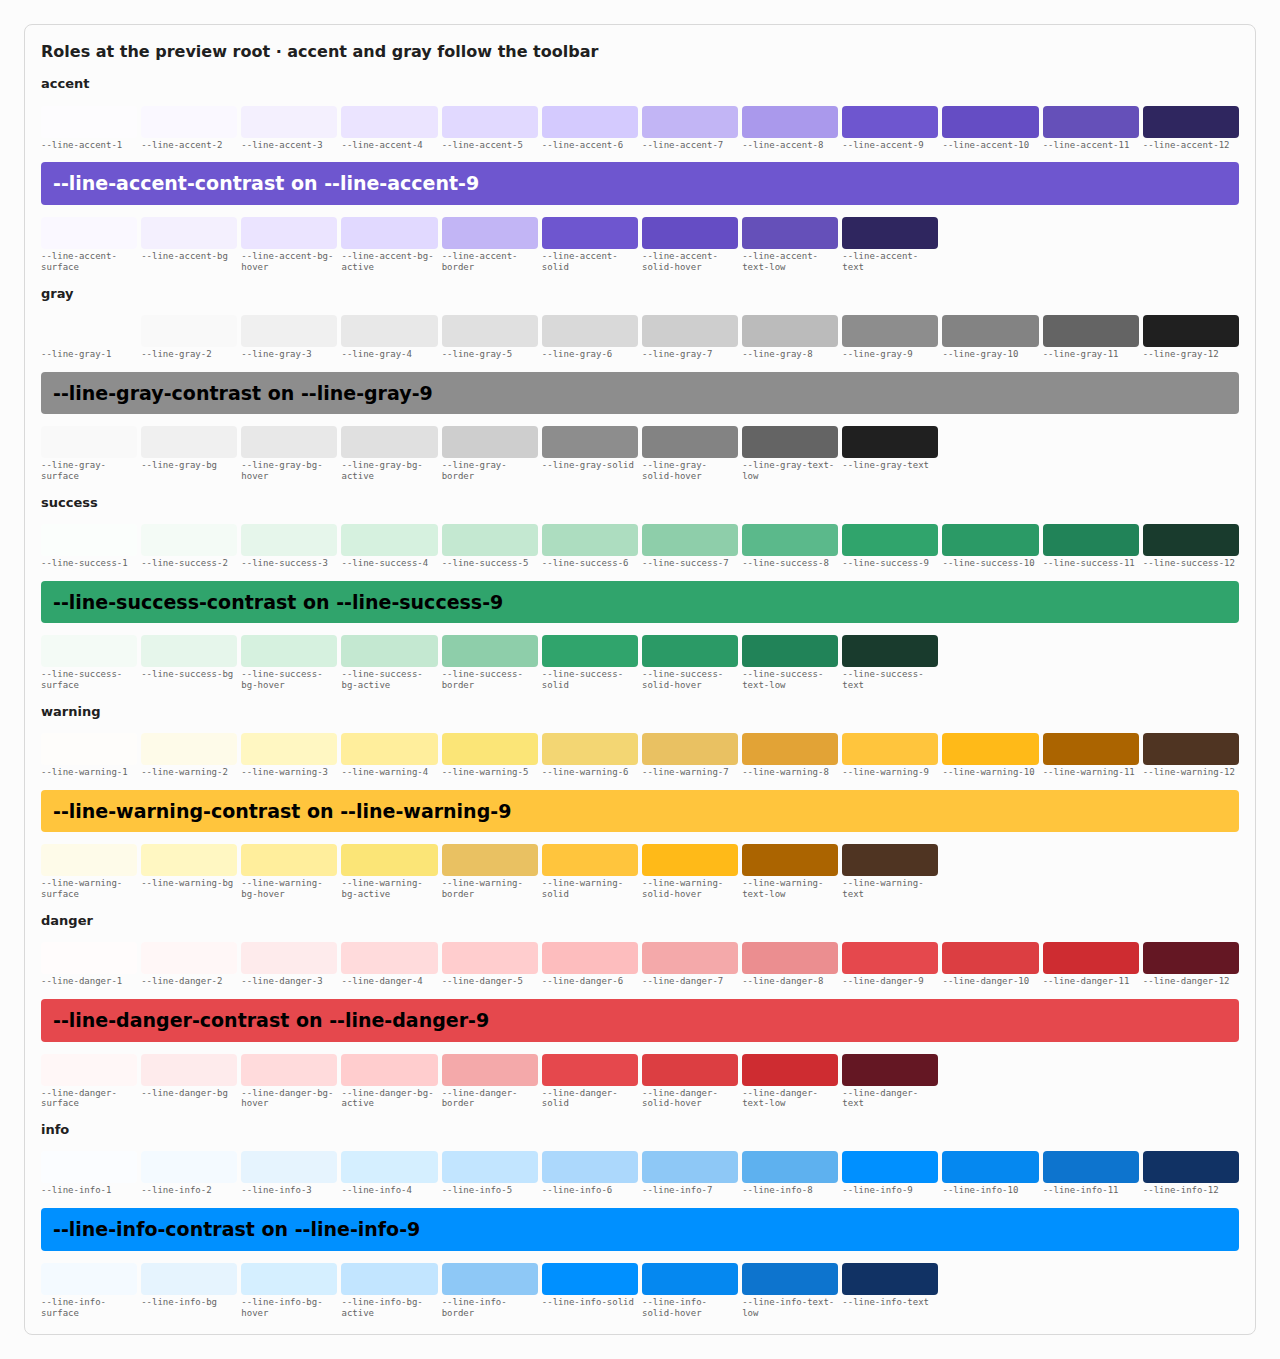 Roles at the preview root · accent and gray follow the toolbar
accent
--line-accent-1 --line-accent-2 --line-accent-3 --line-accent-4 --line-accent-5 --line-accent-6 --line-accent-7 --line-accent-8 --line-accent-9 --line-accent-10 --line-accent-11 --line-accent-12
--line-accent-contrast on --line-accent-9
--line-accent- --line-accent-bg --line-accent-bg- --line-accent-bg- --line-accent- --line-accent- --line-accent- --line-accent- --line-accent-
surface hover active border solid solid-hover text-low text
gray
--line-gray-1 --line-gray-2 --line-gray-3 --line-gray-4 --line-gray-5 --line-gray-6 --line-gray-7 --line-gray-8 --line-gray-9 --line-gray-10 --line-gray-11 --line-gray-12
--line-gray-contrast on --line-gray-9
--line-gray- --line-gray-bg --line-gray-bg- --line-gray-bg- --line-gray- --line-gray-solid --line-gray- --line-gray-text- --line-gray-text
surface hover active border solid-hover low
success
--line-success-1 --line-success-2 --line-success-3 --line-success-4 --line-success-5 --line-success-6 --line-success-7 --line-success-8 --line-success-9 --line-success-10 --line-success-11 --line-success-12
--line-success-contrast on --line-success-9
--line-success- --line-success-bg --line-success- --line-success- --line-success- --line-success- --line-success- --line-success- --line-success-
surface bg-hover bg-active border solid solid-hover text-low text
warning
--line-warning-1 --line-warning-2 --line-warning-3 --line-warning-4 --line-warning-5 --line-warning-6 --line-warning-7 --line-warning-8 --line-warning-9 --line-warning-10 --line-warning-11 --line-warning-12
--line-warning-contrast on --line-warning-9
--line-warning- --line-warning-bg --line-warning- --line-warning- --line-warning- --line-warning- --line-warning- --line-warning- --line-warning-
surface bg-hover bg-active border solid solid-hover text-low text
danger
--line-danger-1 --line-danger-2 --line-danger-3 --line-danger-4 --line-danger-5 --line-danger-6 --line-danger-7 --line-danger-8 --line-danger-9 --line-danger-10 --line-danger-11 --line-danger-12
--line-danger-contrast on --line-danger-9
--line-danger- --line-danger-bg --line-danger-bg- --line-danger-bg- --line-danger- --line-danger- --line-danger- --line-danger- --line-danger-
surface hover active border solid solid-hover text-low text
info
--line-info-1 --line-info-2 --line-info-3 --line-info-4 --line-info-5 --line-info-6 --line-info-7 --line-info-8 --line-info-9 --line-info-10 --line-info-11 --line-info-12
--line-info-contrast on --line-info-9
--line-info- --line-info-bg --line-info-bg- --line-info-bg- --line-info- --line-info-solid --line-info- --line-info-text- --line-info-text
surface hover active border solid-hover low